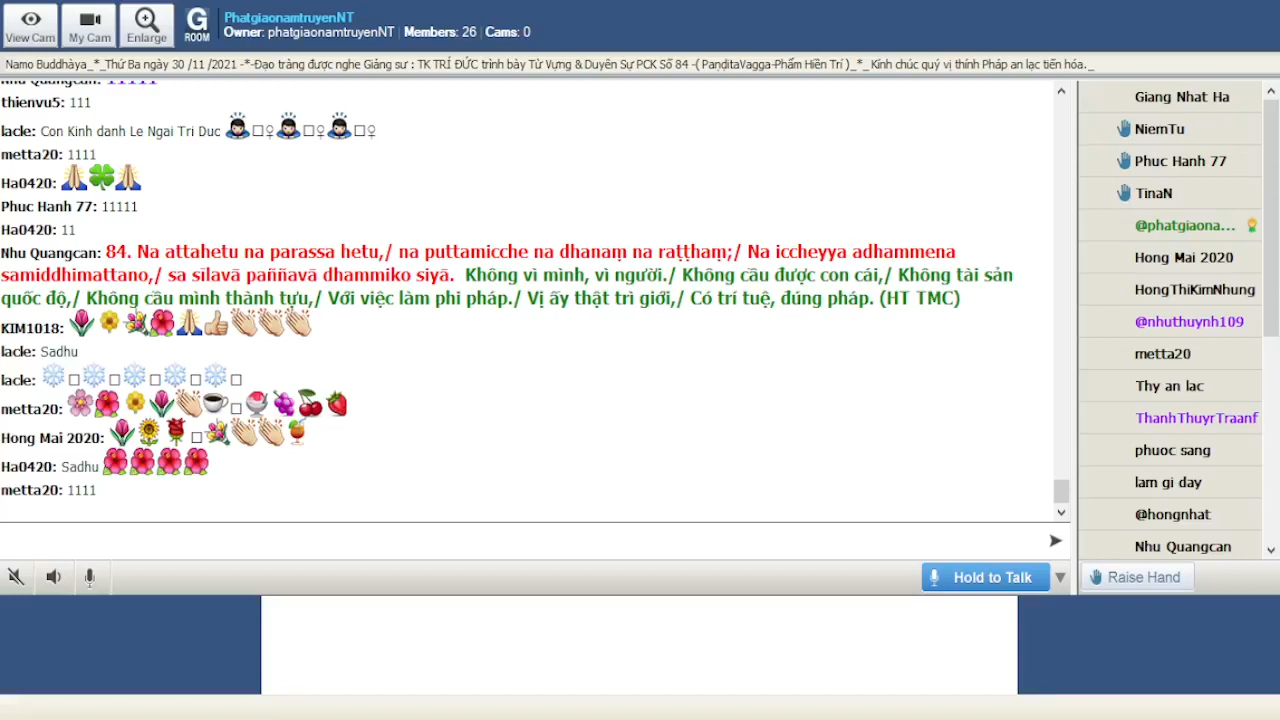 View Cam
My Cam
Enlarge
G
ROOM
PhatgiaonamtruyenNT
Owner: phatgiaonamtruyenNT | Members: 26 | Cams: 0
Namo Buddhàya_*_Thứ Ba ngày 30 /11 /2021 -*-Đạo tràng được nghe Giảng sư : TK TRÍ ĐỨC trình bày Từ Vựng & Duyên Sự PCK Số 84 -( PaṇḍitaVagga-Phẩm Hiền Trí )_*_ Kính chúc quý vị thính Pháp an lạc tiến hóa._
Nhu Quangcan: 11111
thienvu5: 111
lacle: Con Kinh danh Le Ngai Tri Duc
metta20: 1111
Ha0420:
Phuc Hanh 77: 11111
Ha0420: 11
Nhu Quangcan: 84. Na attahetu na parassa hetu,/ na puttamicche na dhanaṃ na raṭṭhaṃ;/ Na iccheyya adhammena
samiddhimattano,/ sa sīlavā paññavā dhammiko siyā. Không vì mình, vì người./ Không cầu được con cái,/ Không tài sản
quốc độ,/ Không cầu mình thành tựu,/ Với việc làm phi pháp./ Vị ấy thật trì giới,/ Có trí tuệ, đúng pháp. (HT TMC)
KIM1018:
lacle: Sadhu
lacle:
metta20:
Hong Mai 2020:
Ha0420: Sadhu
metta20: 1111
Hold to Talk
Giang Nhat Ha
NiemTu
Phuc Hanh 77
TinaN
@phatgiaona...
Hong Mai 2020
HongThiKimNhung
@nhuthuynh109
metta20
Thy an lac
ThanhThuyrTraanf
phuoc sang
lam gi day
@hongnhat
Nhu Quangcan
Raise Hand